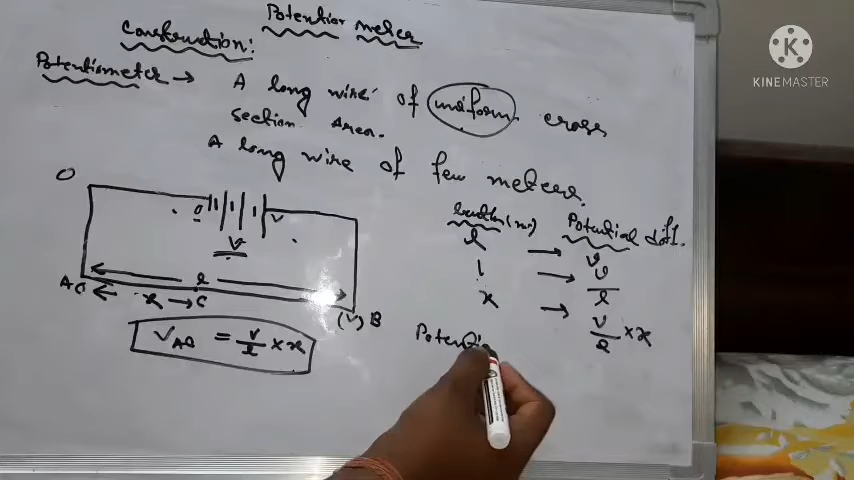 Potentiometer
Construction:
Potentiometer → A long wire of uniform cross
section Area.
A long wire of few meters.
O
O V
V
l
A O ← x → C (V) B
V_AC = V/l × x
length(m) Potential diff.
l → V
1 → V/l
x → V/l × x
Potenti
K
KINEMASTER